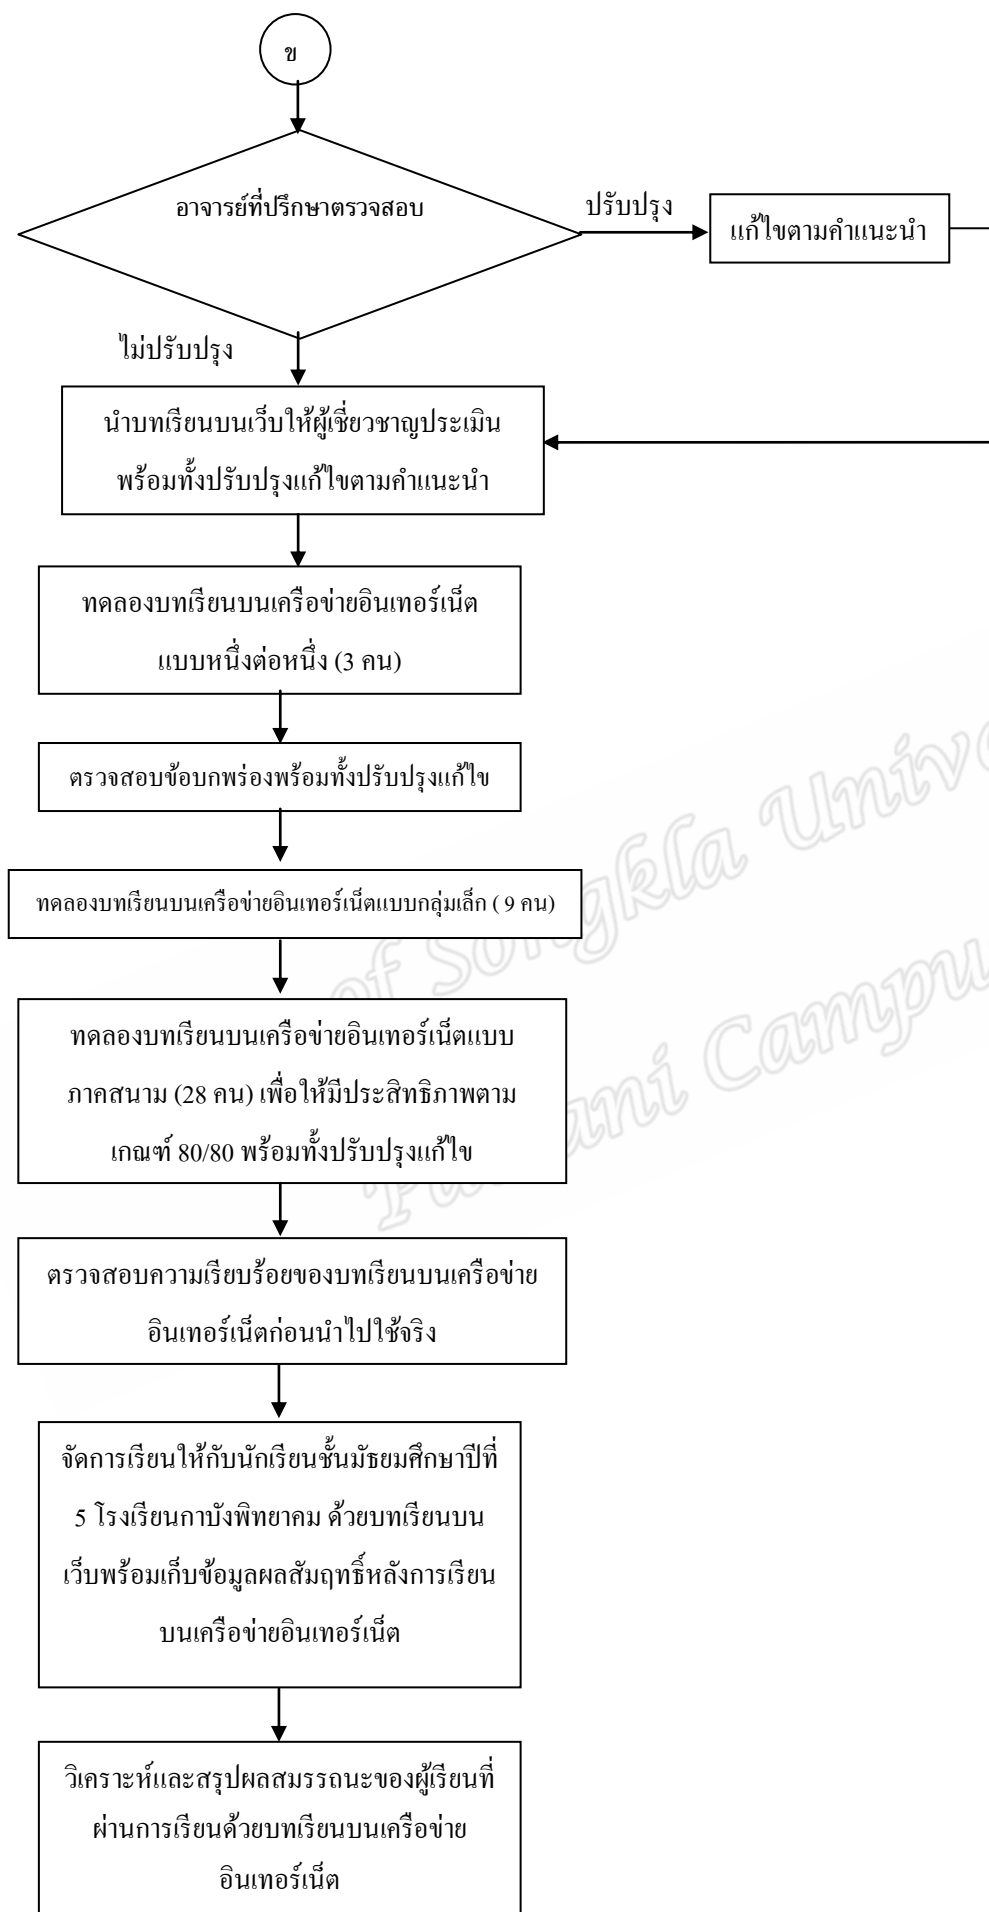 ข
อาจารย์ที่ปรึกษาตรวจสอบ
ปรับปรุง
แก้ไขตามคำแนะนำ
ไม่ปรับปรุง
นำบทเรียนบนเว็บให้ผู้เชี่ยวชาญประเมิน
พร้อมทั้งปรับปรุงแก้ไขตามคำแนะนำ
ทดลองบทเรียนบนเครือข่ายอินเทอร์เน็ต
แบบหนึ่งต่อหนึ่ง (3 คน)
ตรวจสอบข้อบกพร่องพร้อมทั้งปรับปรุงแก้ไข
ทดลองบทเรียนบนเครือข่ายอินเทอร์เน็ตแบบกลุ่มเล็ก ( 9 คน)
ทดลองบทเรียนบนเครือข่ายอินเทอร์เน็ตแบบ
ภาคสนาม (28 คน) เพื่อให้มีประสิทธิภาพตาม
เกณฑ์ 80/80 พร้อมทั้งปรับปรุงแก้ไข
ตรวจสอบความเรียบร้อยของบทเรียนบนเครือข่าย
อินเทอร์เน็ตก่อนนำไปใช้จริง
จัดการเรียนให้กับนักเรียนชั้นมัธยมศึกษาปีที่
5 โรงเรียนกาบังพิทยาคม ด้วยบทเรียนบน
เว็บพร้อมเก็บข้อมูลผลสัมฤทธิ์หลังการเรียน
บนเครือข่ายอินเทอร์เน็ต
วิเคราะห์และสรุปผลสมรรถนะของผู้เรียนที่
ผ่านการเรียนด้วยบทเรียนบนเครือข่าย
อินเทอร์เน็ต
of Songkla